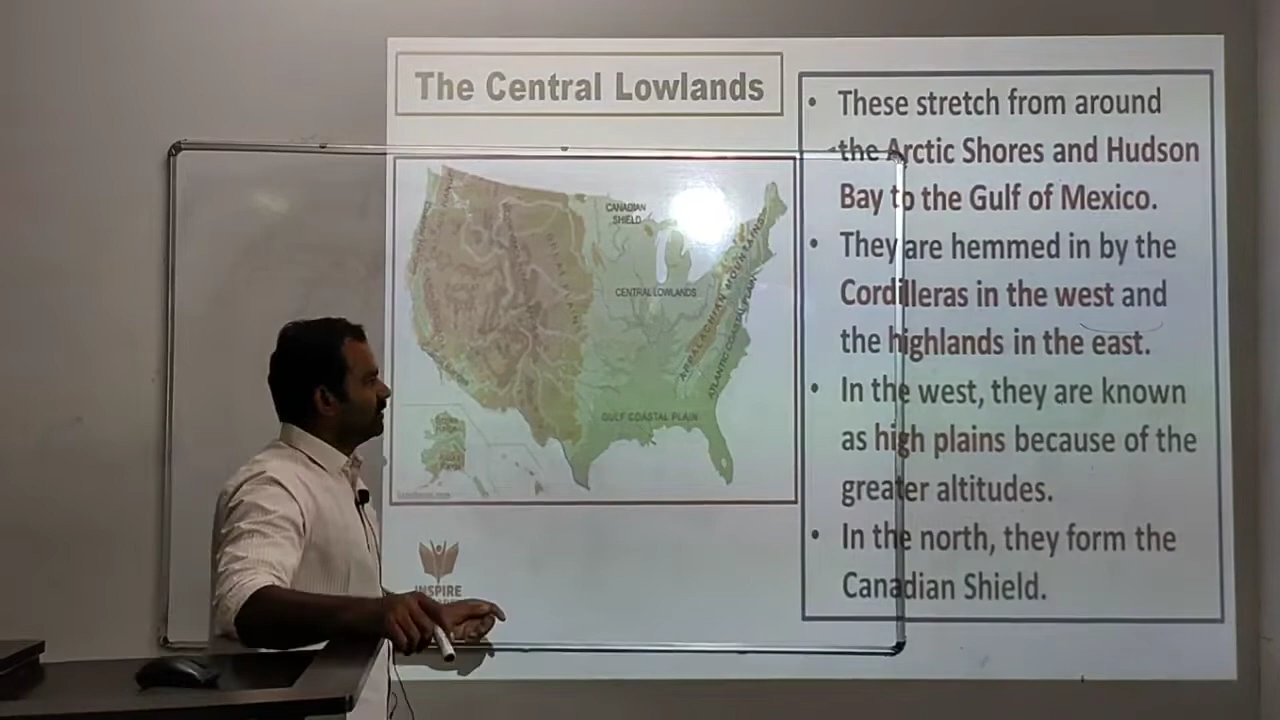 The Central Lowlands
• These stretch from around
the Arctic Shores and Hudson
Bay to the Gulf of Mexico.
• They are hemmed in by the
Cordilleras in the west and
the highlands in the east.
• In the west, they are known
as high plains because of the
greater altitudes.
• In the north, they form the
Canadian Shield.
CANADIAN
SHIELD
GREAT PLAINS
CENTRAL LOWLANDS
APPALACHIAN MOUNTAINS
ATLANTIC COASTAL PLAIN
GULF COASTAL PLAIN
INSPIRE